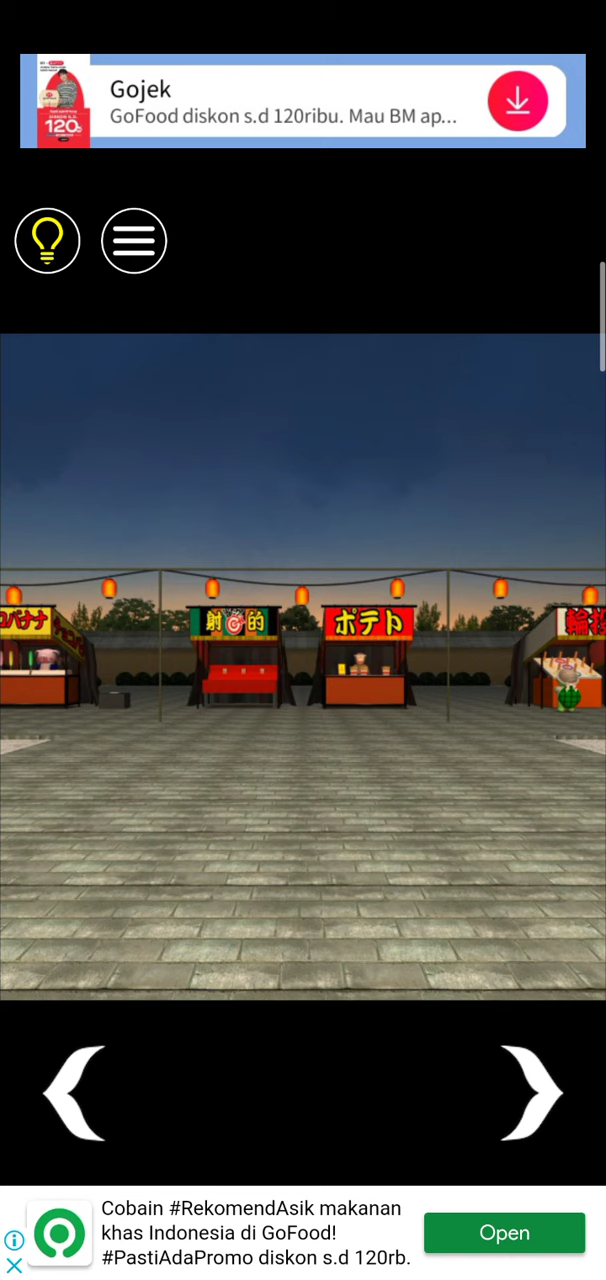 Gojek
GoFood diskon s.d 120ribu. Mau BM ap...
120
コバナナ
射的
ポテト
輪投
Cobain #RekomendAsik makanan
khas Indonesia di GoFood!
#PastiAdaPromo diskon s.d 120rb.
Open